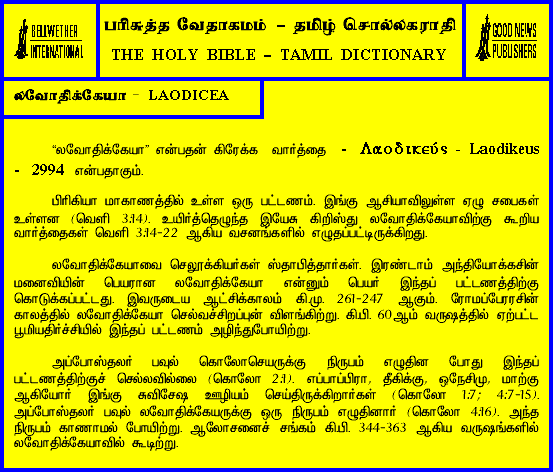 BELLWETHER
INTERNATIONAL
பரிசுத்த வேதாகமம் – தமிழ் சொல்லகராதி
THE HOLY BIBLE – TAMIL DICTIONARY
GOOD NEWS
PUBLISHERS
லவோதிக்கேயா – LAODICEA
“லவோதிக்கேயா” என்பதன் கிரேக்க வார்த்தை - Λαοδικεύς - Laodikeus
- 2994 என்பதாகும்.
பிரிகியா மாகாணத்தில் உள்ள ஒரு பட்டணம். இங்கு ஆசியாவிலுள்ள ஏழு சபைகள்
உள்ளன (வெளி 3:14). உயிர்த்தெழுந்த இயேசு கிறிஸ்து லவோதிக்கேயாவிற்கு கூறிய
வார்த்தைகள் வெளி 3:14-22 ஆகிய வசனங்களில் எழுதப்பட்டிருக்கிறது.
லவோதிக்கேயாவை செலூக்கியர்கள் ஸ்தாபித்தார்கள். இரண்டாம் அந்தியோக்கசின்
மனைவியின் பெயரான லவோதிக்கேயா என்னும் பெயர் இந்தப் பட்டணத்திற்கு
கொடுக்கப்பட்டது. இவருடைய ஆட்சிக்காலம் கி.மு. 261-247 ஆகும். ரோமப்பேரரசின்
காலத்தில் லவோதிக்கேயா செல்வச்சிறப்புன் விளங்கிற்று. கி.பி. 60ஆம் வருஷத்தில் ஏற்பட்ட
பூமியதிர்ச்சியில் இந்தப் பட்டணம் அழிந்துபோயிற்று.
அப்போஸ்தலர் பவுல் கொலோசெயருக்கு நிருபம் எழுதின போது இந்தப்
பட்டணத்திற்குச் செல்லவில்லை (கொலோ 2:1). எப்பாப்பிரா, தீகிக்கு, ஒநேசிமு, மாற்கு
ஆகியோர் இங்கு சுவிசேஷ ஊழியம் செய்திருக்கிறார்கள் (கொலோ 1:7; 4:7-15).
அப்போஸ்தலர் பவுல் லவோதிக்கேயருக்கு ஒரு நிருபம் எழுதினார் (கொலோ 4:16). அந்த
நிருபம் காணாமல் போயிற்று. ஆலோசனைச் சங்கம் கி.பி. 344-363 ஆகிய வருஷங்களில்
லவோதிக்கேயாவில் கூடிற்று.